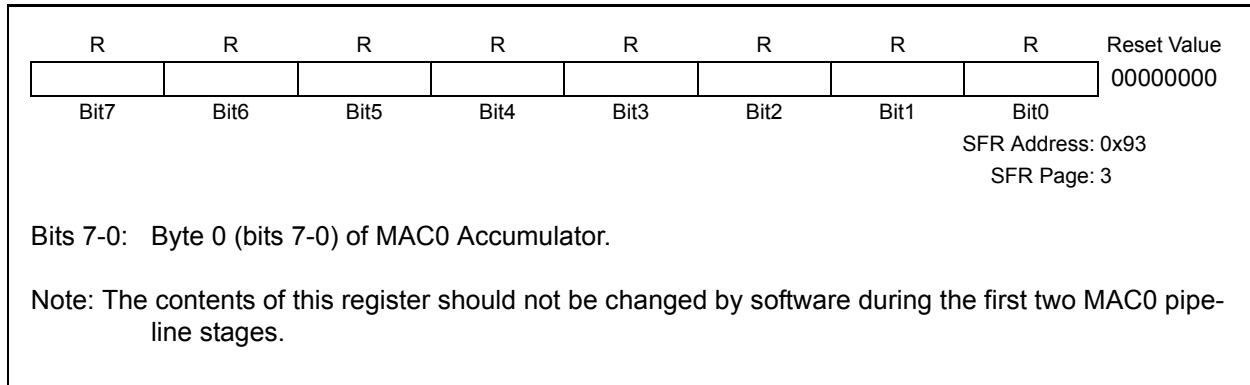 R R R R R R R R Reset Value
00000000
Bit7 Bit6 Bit5 Bit4 Bit3 Bit2 Bit1 Bit0
SFR Address: 0x93
SFR Page: 3
Bits 7-0: Byte 0 (bits 7-0) of MAC0 Accumulator.
Note: The contents of this register should not be changed by software during the first two MAC0 pipe-
line stages.